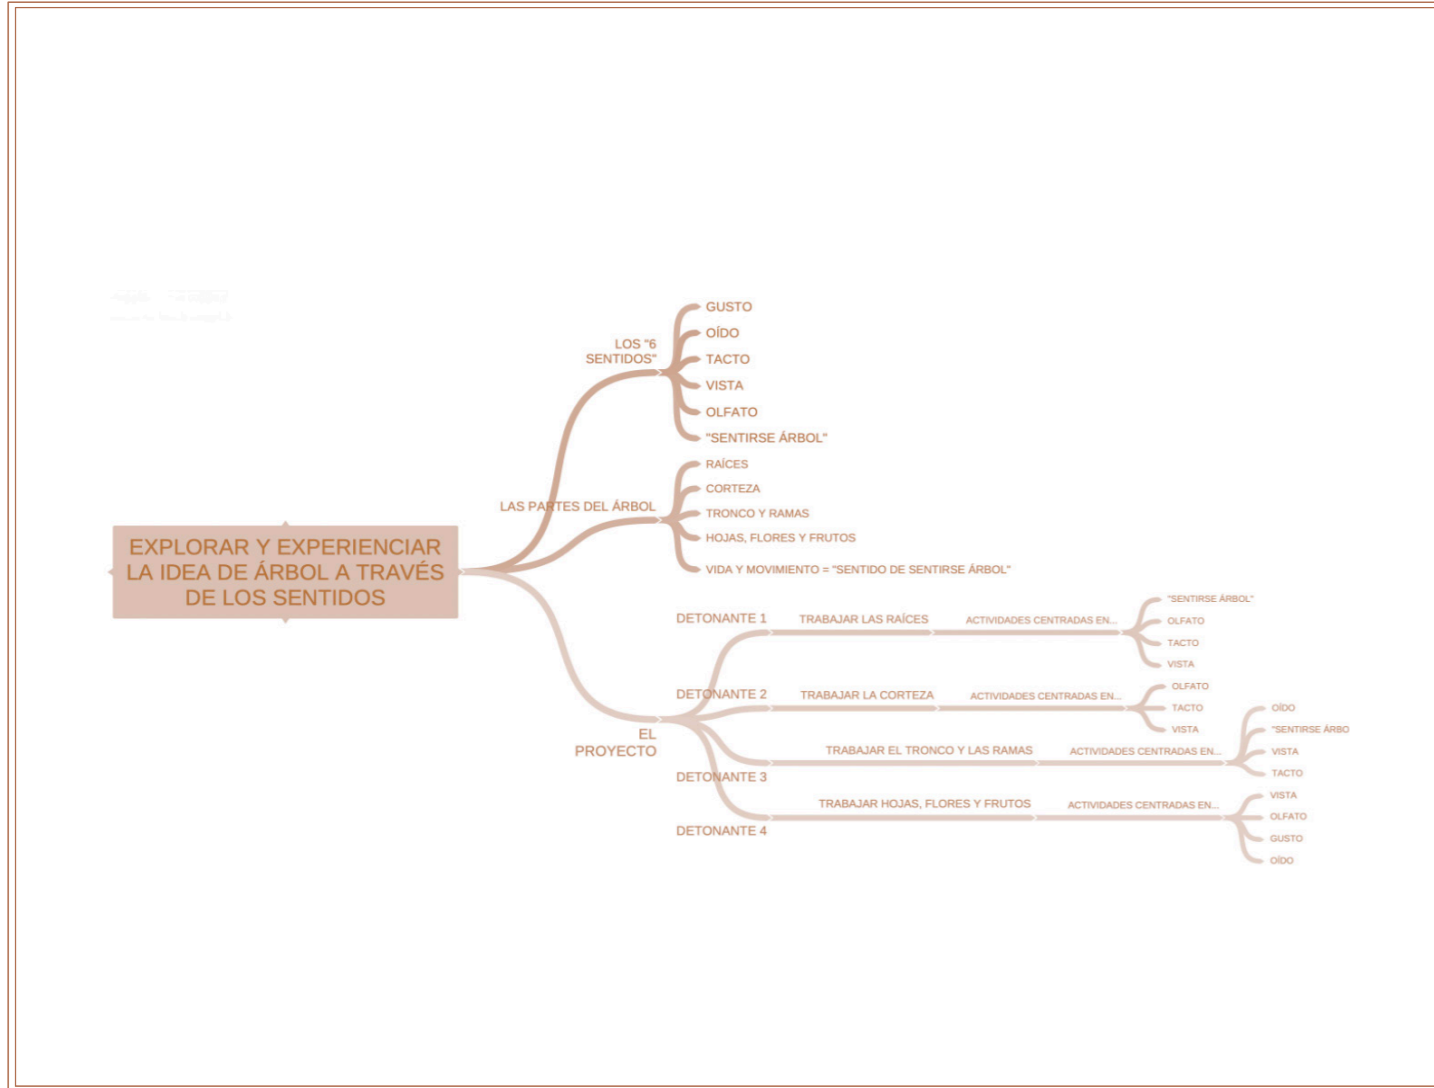 EXPLORAR Y EXPERIENCIAR
LA IDEA DE ÁRBOL A TRAVÉS
DE LOS SENTIDOS
LOS "6
SENTIDOS"
GUSTO
OÍDO
TACTO
VISTA
OLFATO
"SENTIRSE ÁRBOL"
LAS PARTES DEL ÁRBOL
RAÍCES
CORTEZA
TRONCO Y RAMAS
HOJAS, FLORES Y FRUTOS
VIDA Y MOVIMIENTO = "SENTIDO DE SENTIRSE ÁRBOL"
EL
PROYECTO
DETONANTE 1
TRABAJAR LAS RAÍCES
ACTIVIDADES CENTRADAS EN...
"SENTIRSE ÁRBOL"
OLFATO
TACTO
VISTA
DETONANTE 2
TRABAJAR LA CORTEZA
ACTIVIDADES CENTRADAS EN...
OLFATO
TACTO
VISTA
DETONANTE 3
TRABAJAR EL TRONCO Y LAS RAMAS
ACTIVIDADES CENTRADAS EN...
OÍDO
"SENTIRSE ÁRBO
VISTA
TACTO
DETONANTE 4
TRABAJAR HOJAS, FLORES Y FRUTOS
ACTIVIDADES CENTRADAS EN...
VISTA
OLFATO
GUSTO
OÍDO